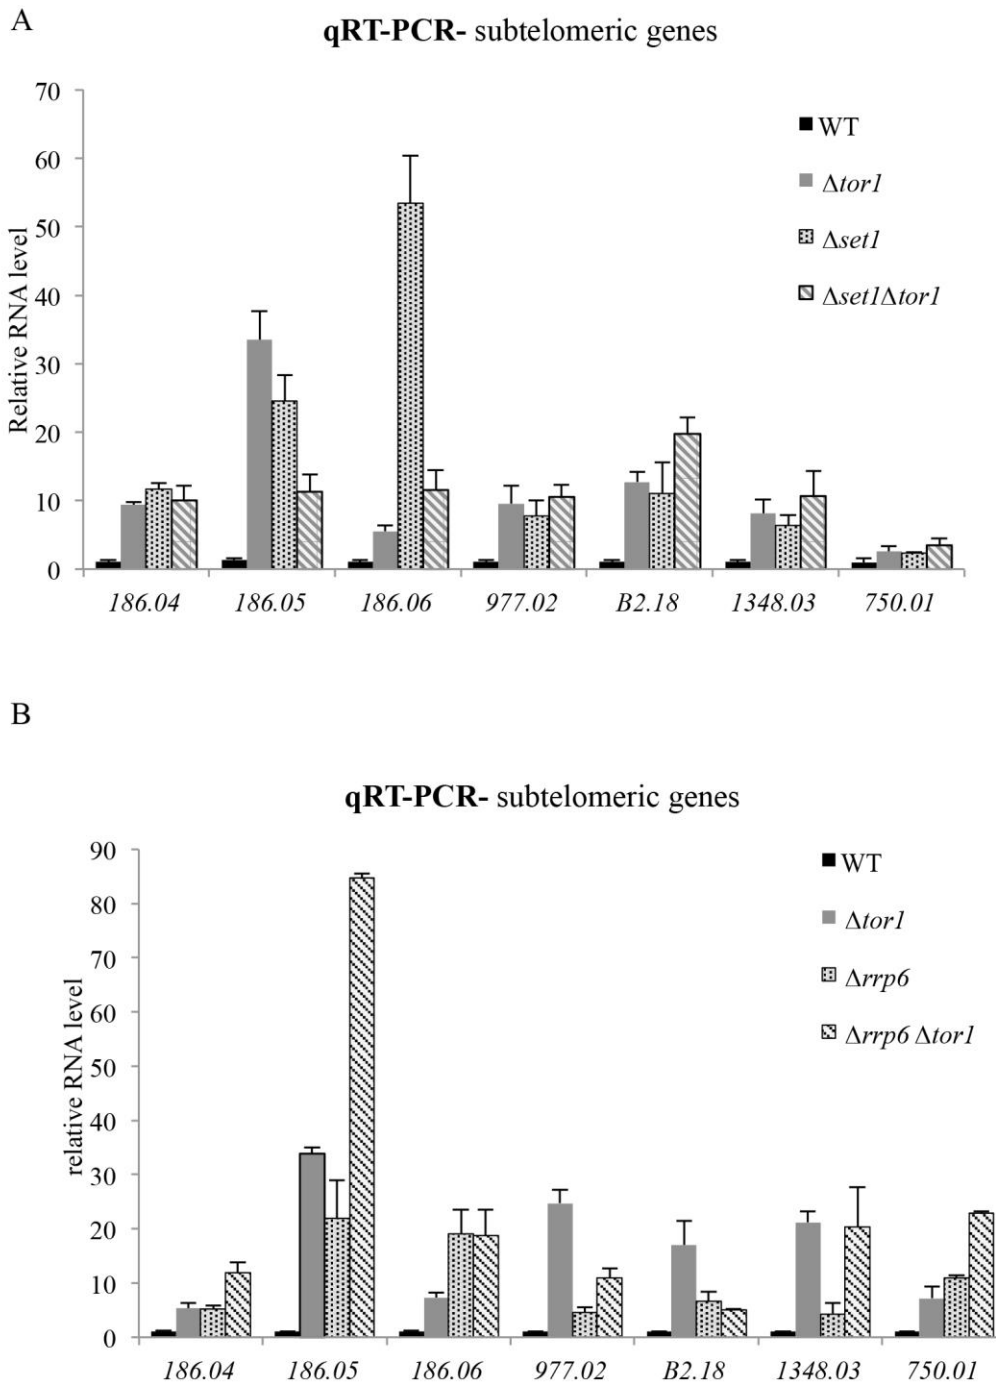 A
qRT-PCR- subtelomeric genes
Relative RNA level
70
60
50
40
30
20
10
0
WT
Δtor1
Δset1
Δset1Δtor1
186.04 186.05 186.06 977.02 B2.18 1348.03 750.01
B
qRT-PCR- subtelomeric genes
relative RNA level
90
80
70
60
50
40
30
20
10
0
WT
Δtor1
Δrrp6
Δrrp6 Δtor1
186.04 186.05 186.06 977.02 B2.18 1348.03 750.01